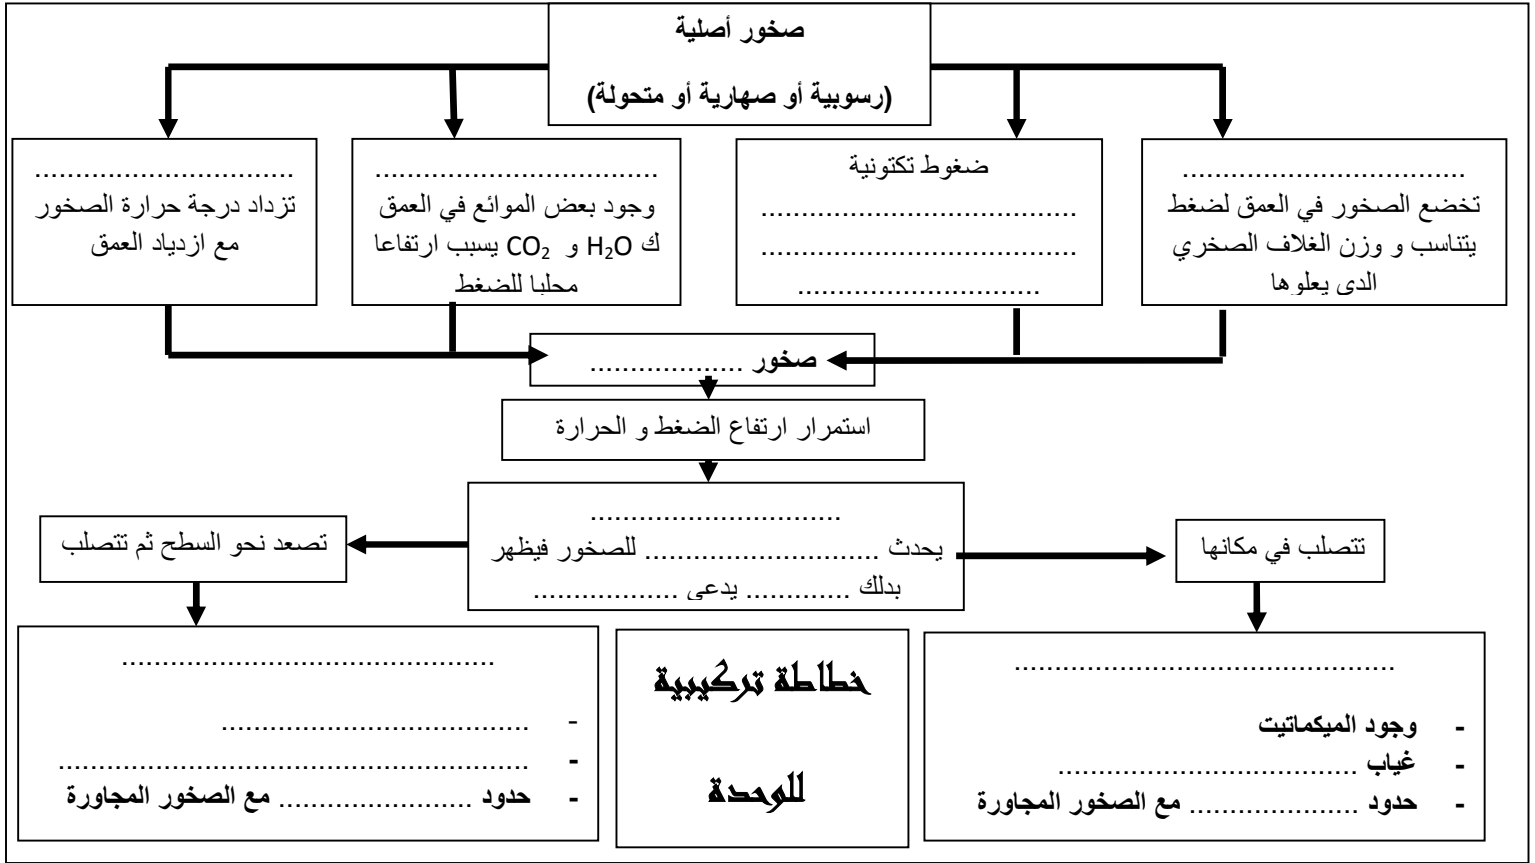 صخور أصلية
(رسوبية أو صهارية أو متحولة)
...................................
تخضع الصخور في العمق لضغط
يتناسب و وزن الغلاف الصخري
الدي يعلوها
ضغوط تكتونية
.......................................
.......................................
..............................
...................................
وجود بعض الموائع في العمق
ك H₂O و CO₂ يسبب ارتفاعا
محليا للضغط
................................
تزداد درجة حرارة الصخور
مع ازدياد العمق
صخور ...................
استمرار ارتفاع الضغط و الحرارة
...............................
يحدث ............................. للصخور فيظهر
بدلك ............. يدعى ..................
تتصلب في مكانها
تصعد نحو السطح ثم تتصلب
...............................................
- وجود الميكماتيت
- غياب .....................................
- حدود ..................... مع الصخور المجاورة
خطاطة تركيبية
للوحدة
..............................................
- ......................................
- ..........................................................
- حدود ........................ مع الصخور المجاورة